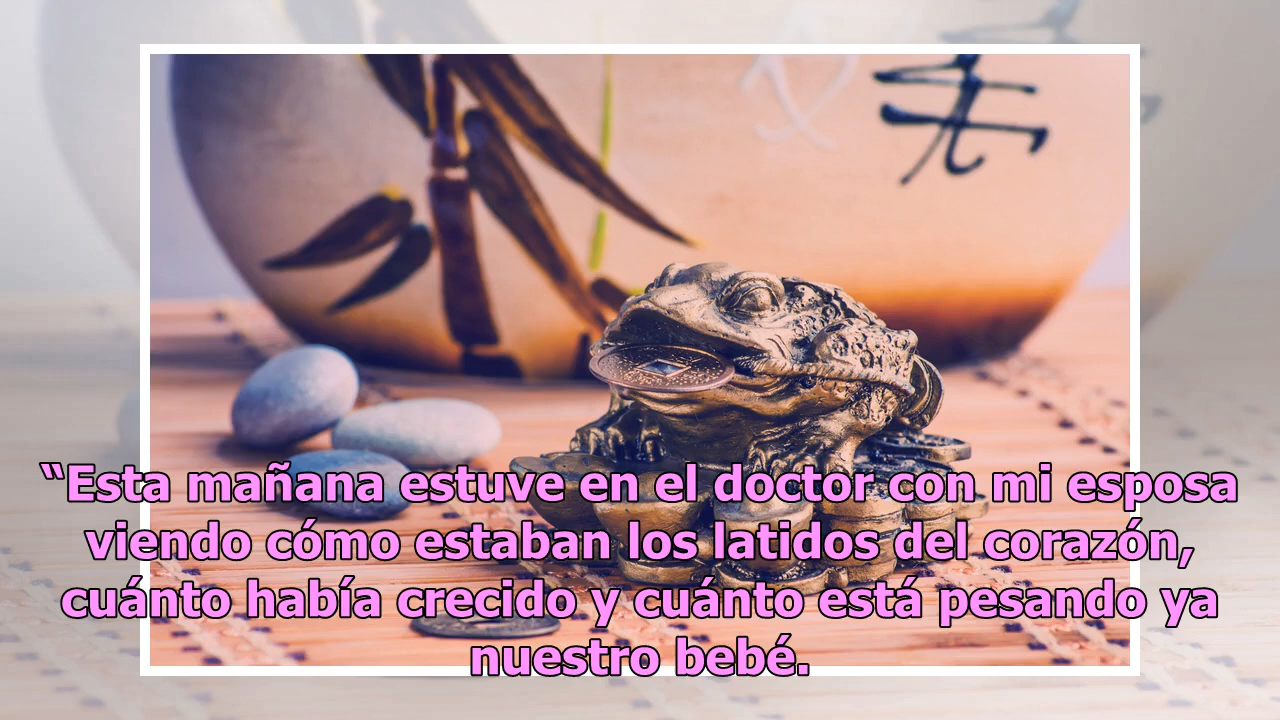 “Esta mañana estuve en el doctor con mi esposa
viendo cómo estaban los latidos del corazón,
cuánto había crecido y cuánto está pesando ya
nuestro bebé.